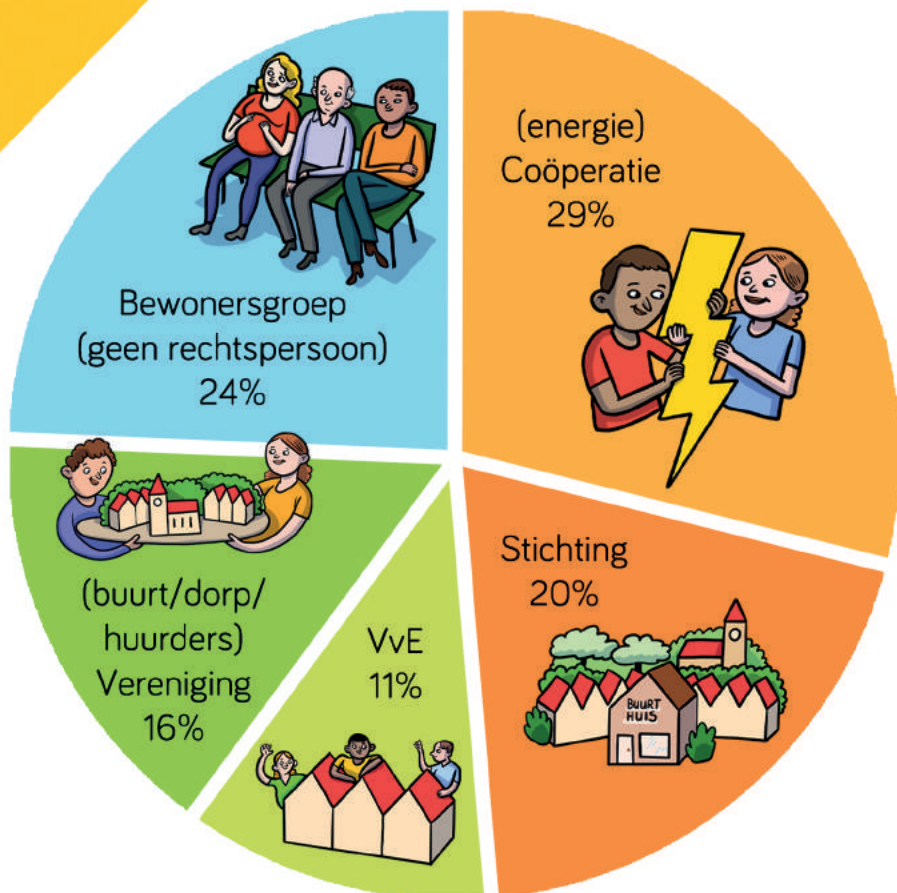 (energie)
Coöperatie
29%
Bewonersgroep
(geen rechtspersoon)
24%
Stichting
20%
BUURT
HUIS
(buurt/dorp/
huurders)
Vereniging
16%
VvE
11%